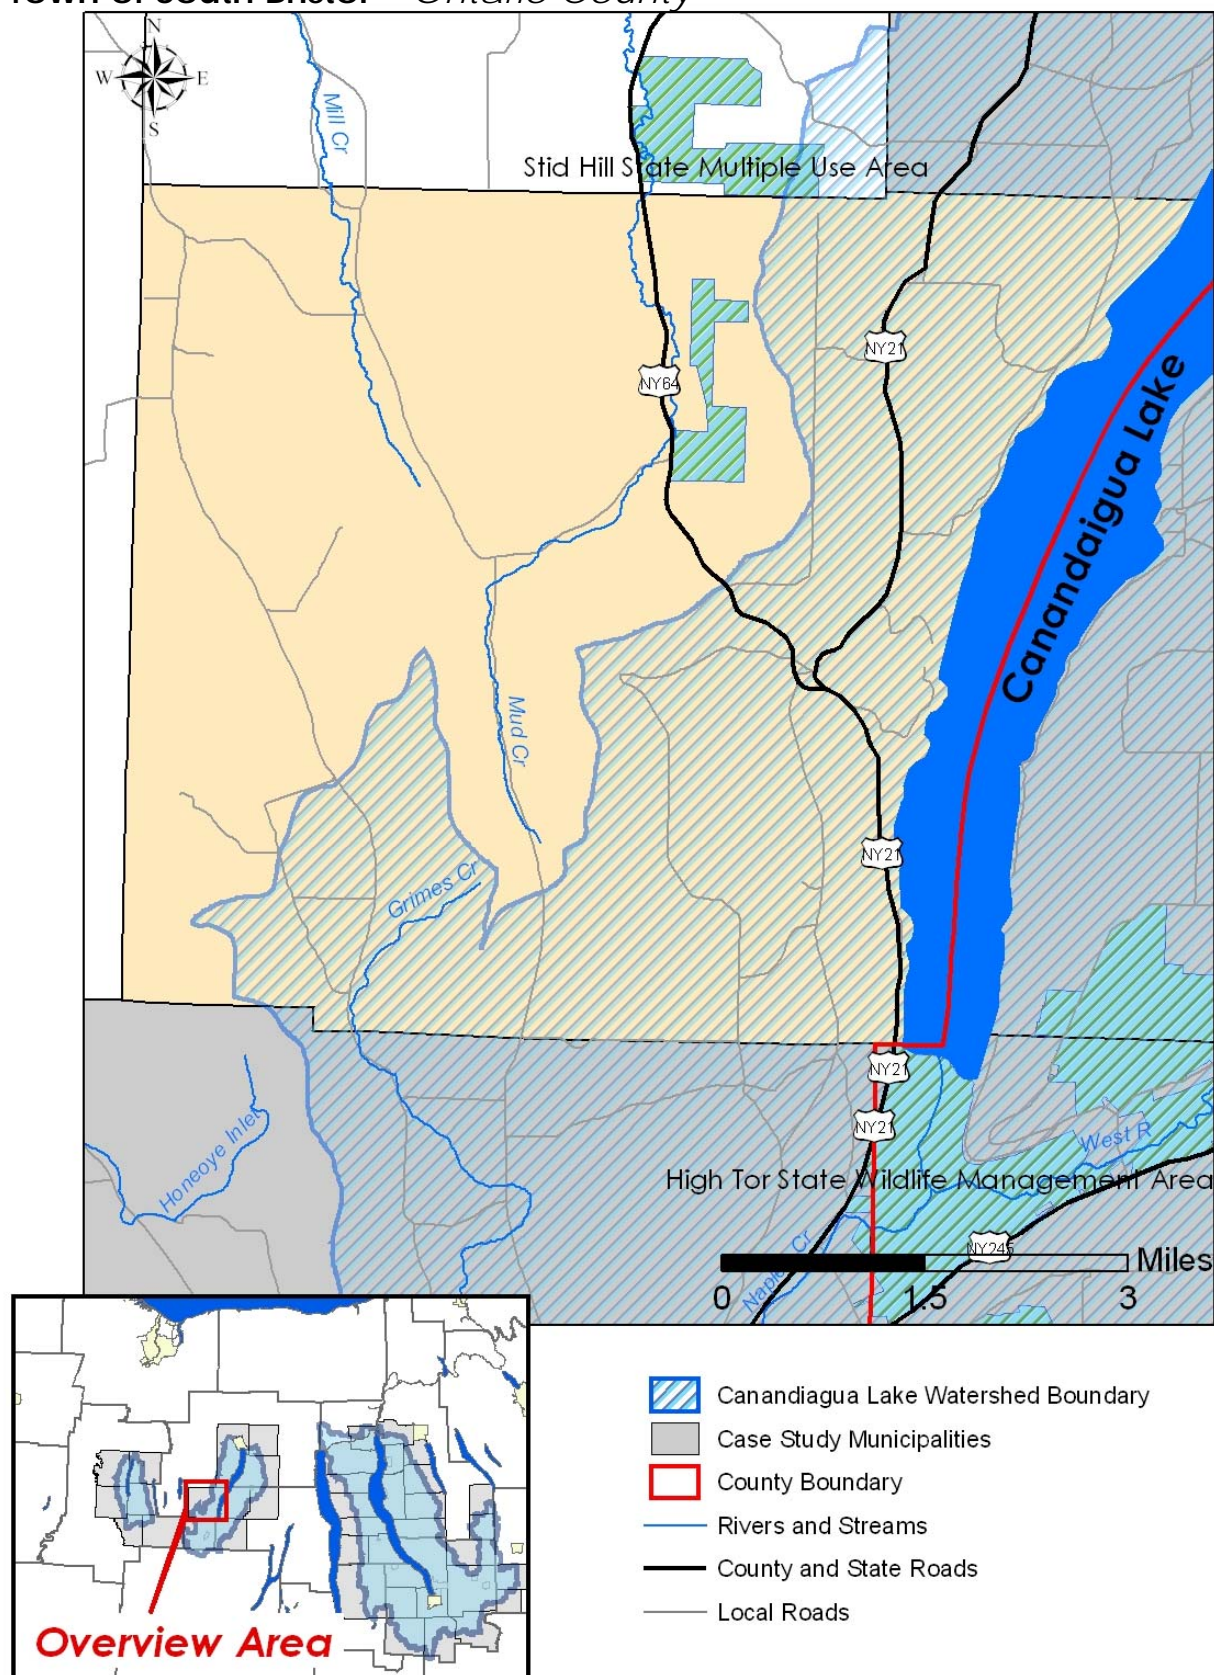 Town of South Bristol - Ontario County
N
W E
S
Mill Cr
Stid Hill State Multiple Use Area
NY21
NY64
Canandaigua Lake
Mud Cr
NY21
Grimes Cr
NY21
NY21
Honeoye Inlet
West R
High Tor State Wildlife Management Area
NY245
Naples Cr
Miles
0 1.5 3
Canandiagua Lake Watershed Boundary
Case Study Municipalities
County Boundary
Rivers and Streams
County and State Roads
Local Roads
Overview Area